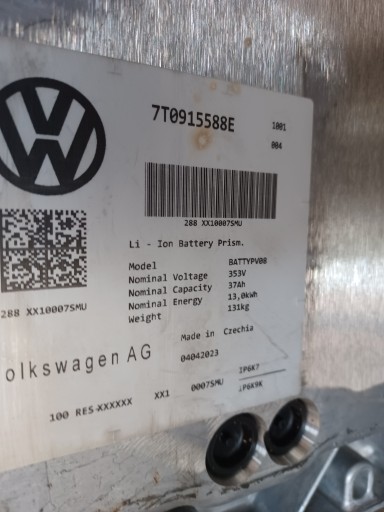 7T0915588E
1001
004
288 XX10007SMU
Li - Ion Battery Prism.
Model BATTYPV08
Nominal Voltage 353V
Nominal Capacity 37Ah
Nominal Energy 13,0kWh
Weight 131kg
288 XX10007SMU
Made in Czechia
olkswagen AG
04042023
100 RES-XXXXXX XX1 0007SMU IP6K7
IP6K9K